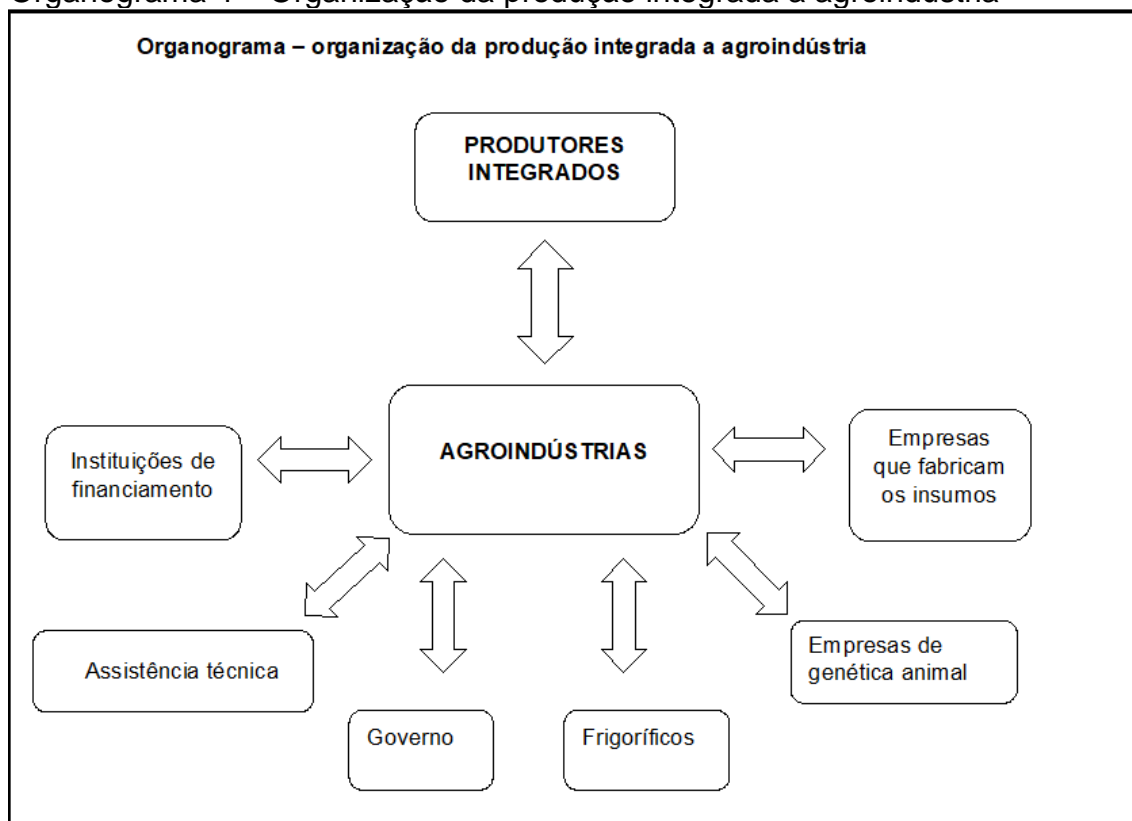 Organograma – organização da produção integrada a agroindústria
PRODUTORES
INTEGRADOS
AGROINDÚSTRIAS
Instituições de
financiamento
Empresas
que fabricam
os insumos
Assistência técnica
Empresas de
genética animal
Governo
Frigoríficos